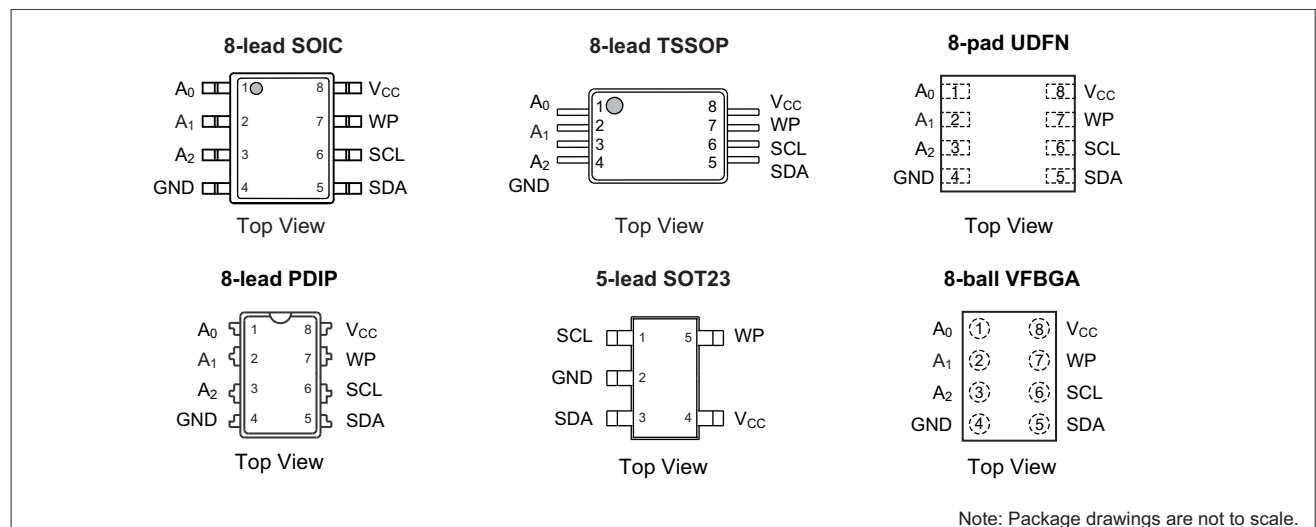 8-lead SOIC
A₀ 1 8 V_CC
A₁ 2 7 WP
A₂ 3 6 SCL
GND 4 5 SDA
Top View
8-lead TSSOP
A₀ 1 8 V_CC
A₁ 2 7 WP
A₂ 3 6 SCL
GND 4 5 SDA
Top View
8-pad UDFN
A₀ 1 8 V_CC
A₁ 2 7 WP
A₂ 3 6 SCL
GND 4 5 SDA
Top View
8-lead PDIP
A₀ 1 8 V_CC
A₁ 2 7 WP
A₂ 3 6 SCL
GND 4 5 SDA
Top View
5-lead SOT23
SCL 1 5 WP
GND 2
SDA 3 4 V_CC
Top View
8-ball VFBGA
A₀ 1 8 V_CC
A₁ 2 7 WP
A₂ 3 6 SCL
GND 4 5 SDA
Top View
Note: Package drawings are not to scale.